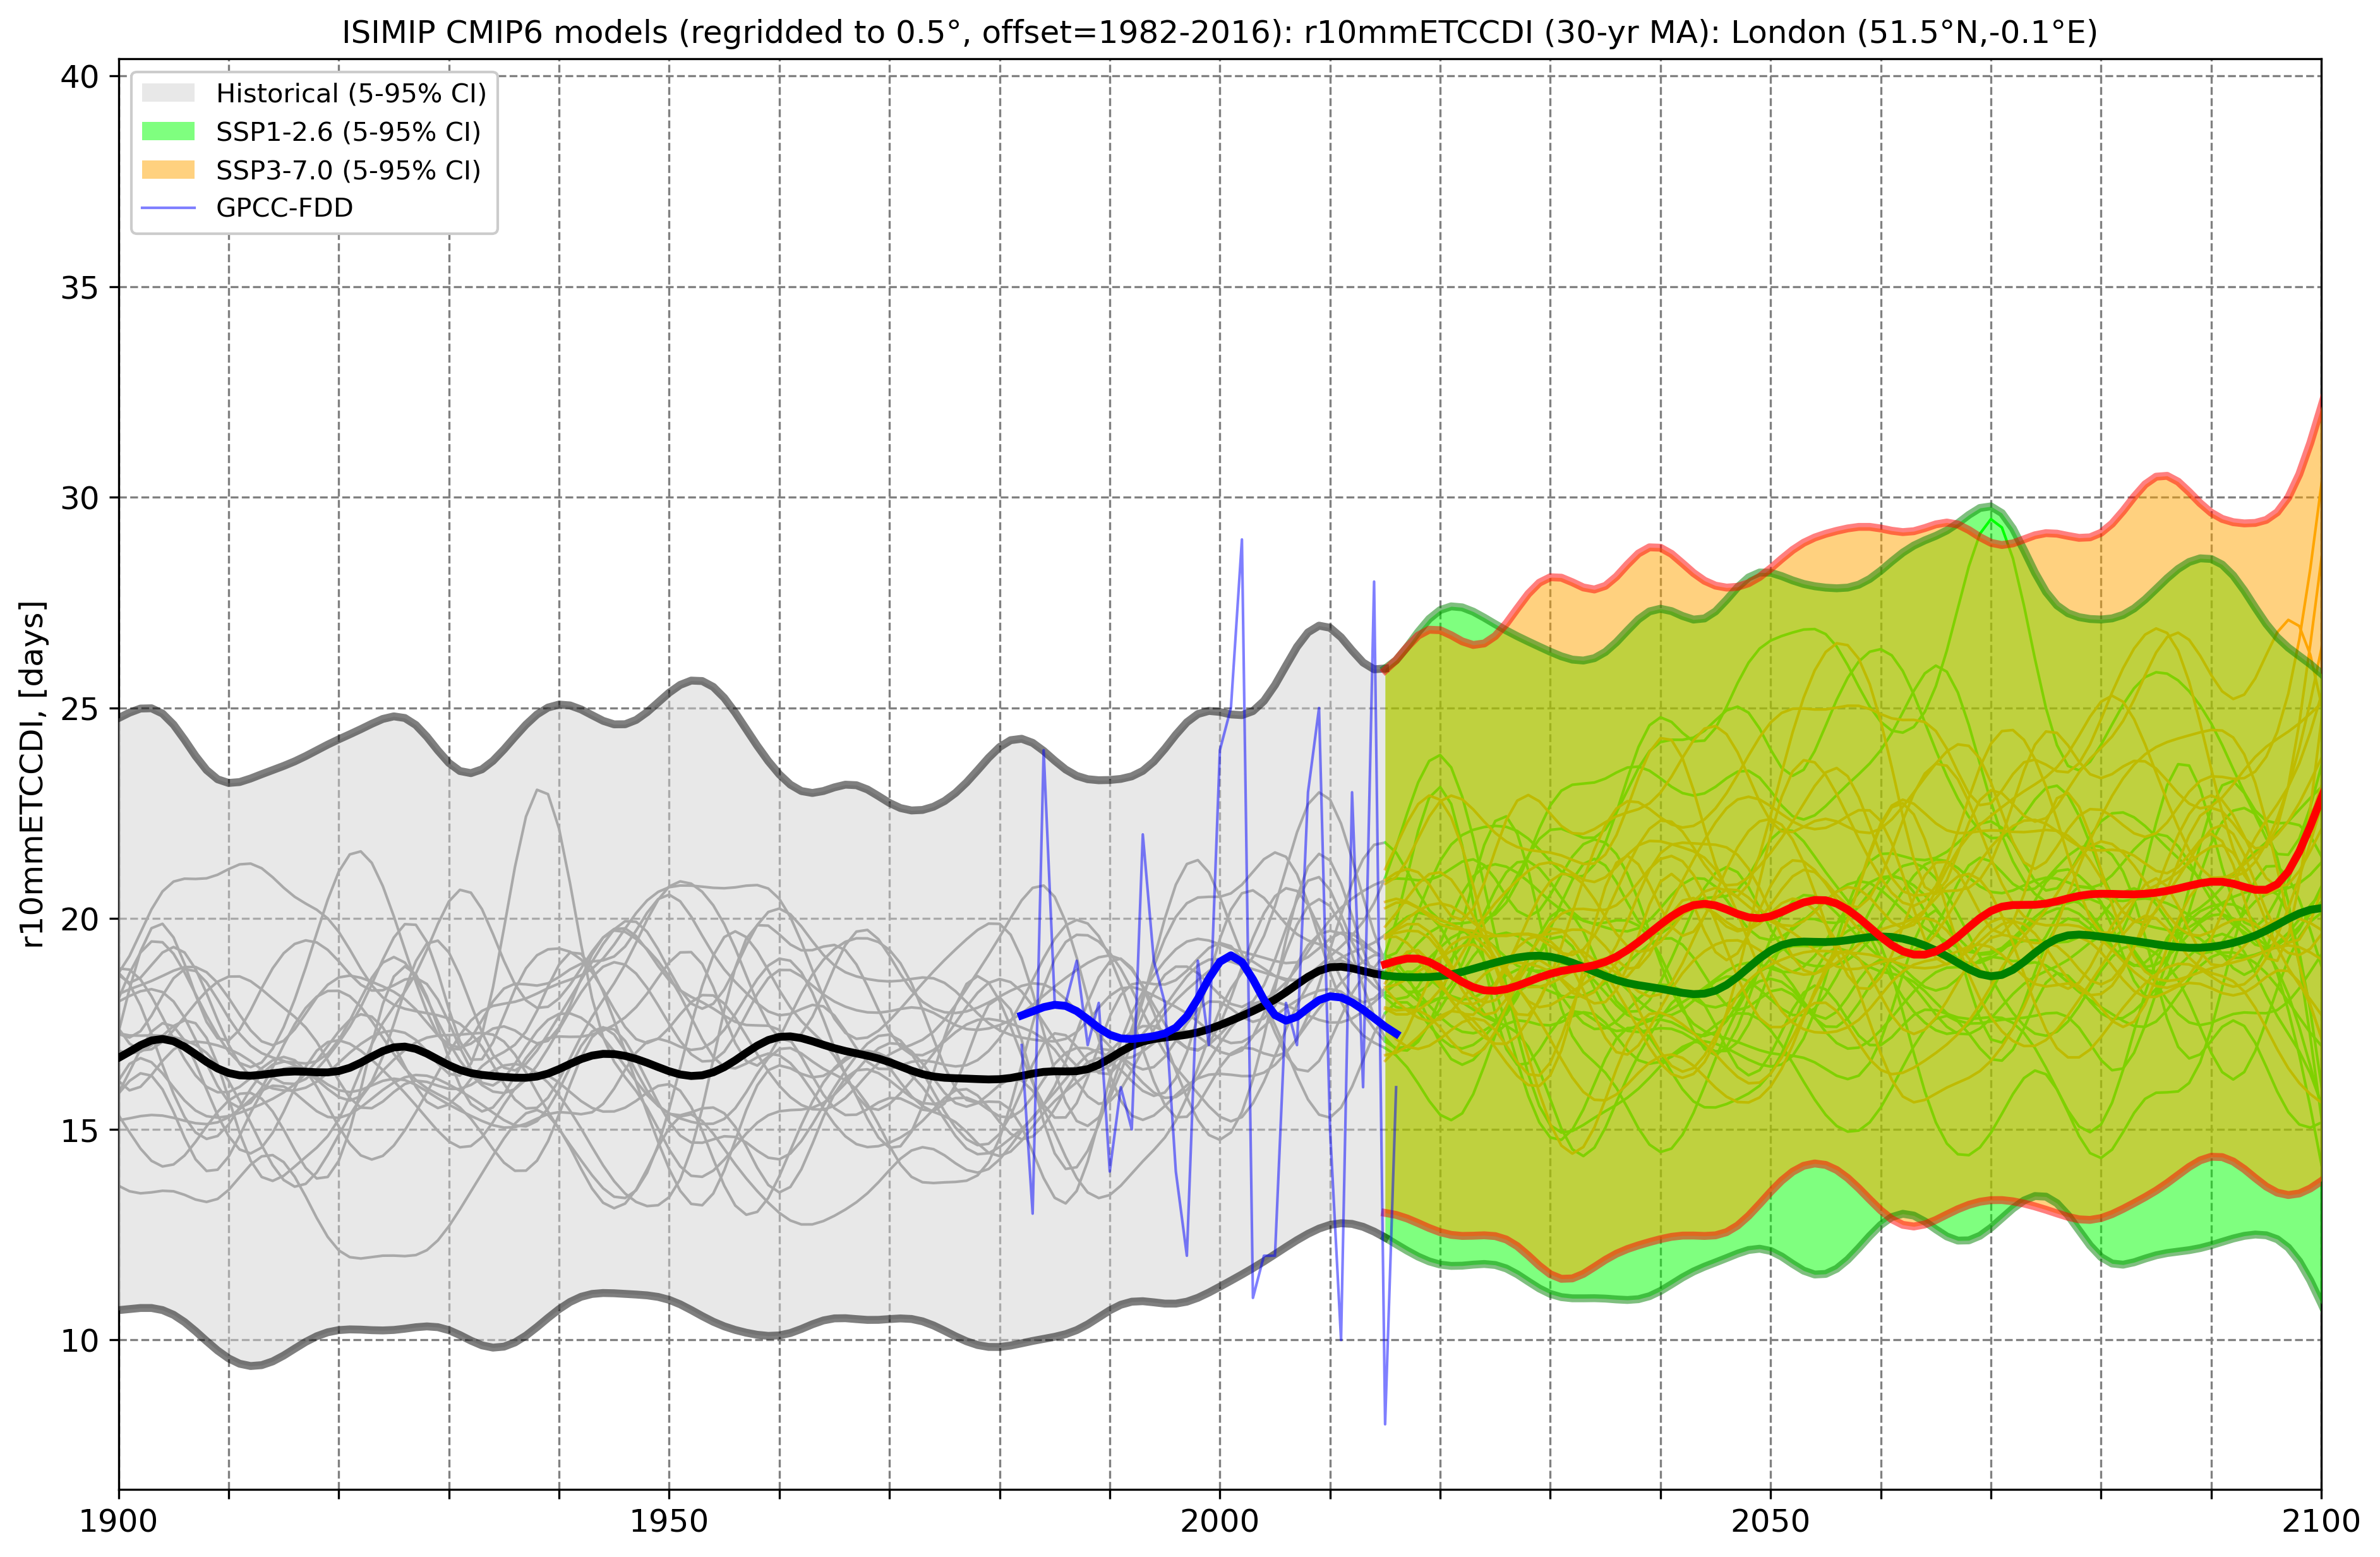 ISIMIP CMIP6 models (regridded to 0.5°, offset=1982-2016): r10mmETCCDI (30-yr MA): London (51.5°N,-0.1°E)
Historical (5-95% CI)
SSP1-2.6 (5-95% CI)
SSP3-7.0 (5-95% CI)
GPCC-FDD
r10mmETCCDI, [days]
40
35
30
25
20
15
10
1900
1950
2000
2050
2100